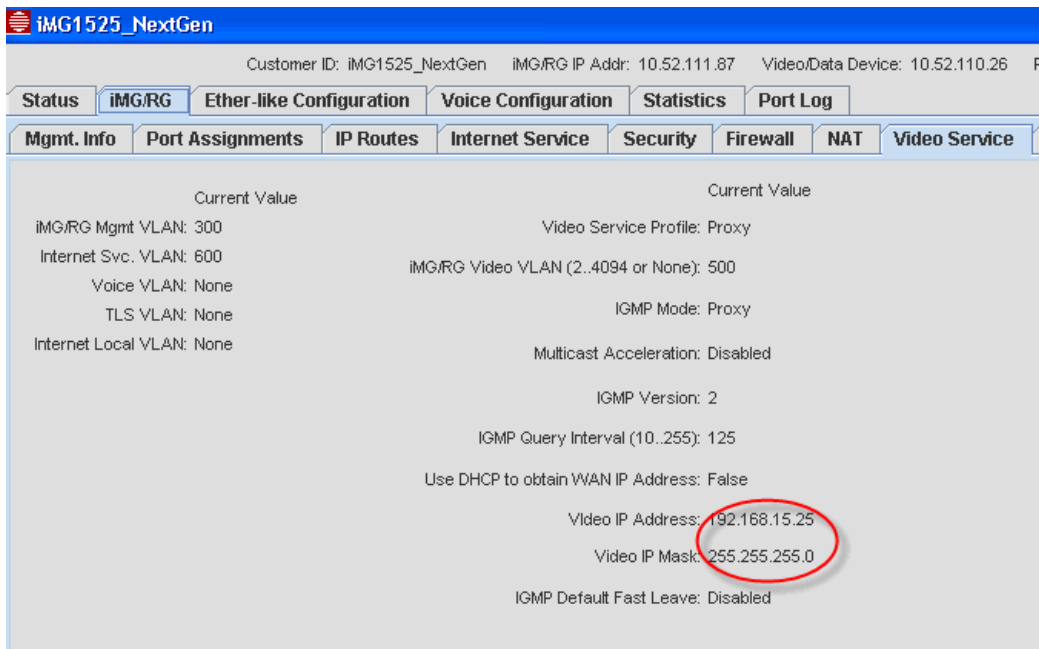 iMG1525_NextGen
Customer ID: iMG1525_NextGen iMG/RG IP Addr: 10.52.111.87 Video/Data Device: 10.52.110.26
Status iMG/RG Ether-like Configuration Voice Configuration Statistics Port Log
Mgmt. Info Port Assignments IP Routes Internet Service Security Firewall NAT Video Service
Current Value
iMG/RG Mgmt VLAN: 300
Internet Svc. VLAN: 600
Voice VLAN: None
TLS VLAN: None
Internet Local VLAN: None
Current Value
Video Service Profile: Proxy
iMG/RG Video VLAN (2..4094 or None): 500
IGMP Mode: Proxy
Multicast Acceleration: Disabled
IGMP Version: 2
IGMP Query Interval (10..255): 125
Use DHCP to obtain WAN IP Address: False
VIdeo IP Address: 192.168.15.25
Video IP Mask: 255.255.255.0
IGMP Default Fast Leave: Disabled